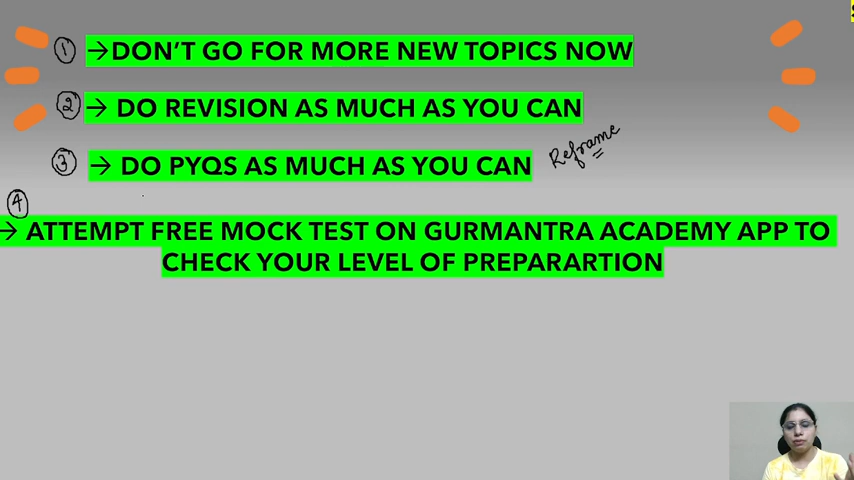 1 → DON'T GO FOR MORE NEW TOPICS NOW
2 → DO REVISION AS MUCH AS YOU CAN
3 → DO PYQS AS MUCH AS YOU CAN Reframe
4
→ ATTEMPT FREE MOCK TEST ON GURMANTRA ACADEMY APP TO
CHECK YOUR LEVEL OF PREPARARTION